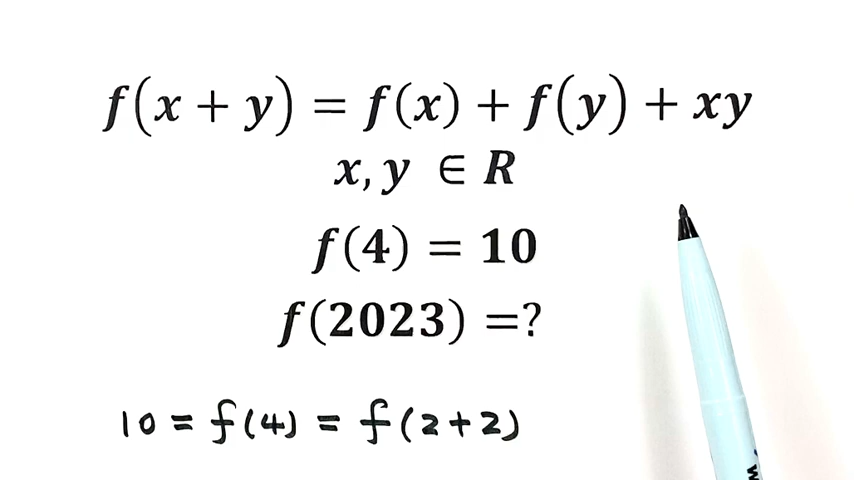 f(x + y) = f(x) + f(y) + xy
x, y ∈ R
f(4) = 10
f(2023) =?
10 = f(4) = f(2+2)